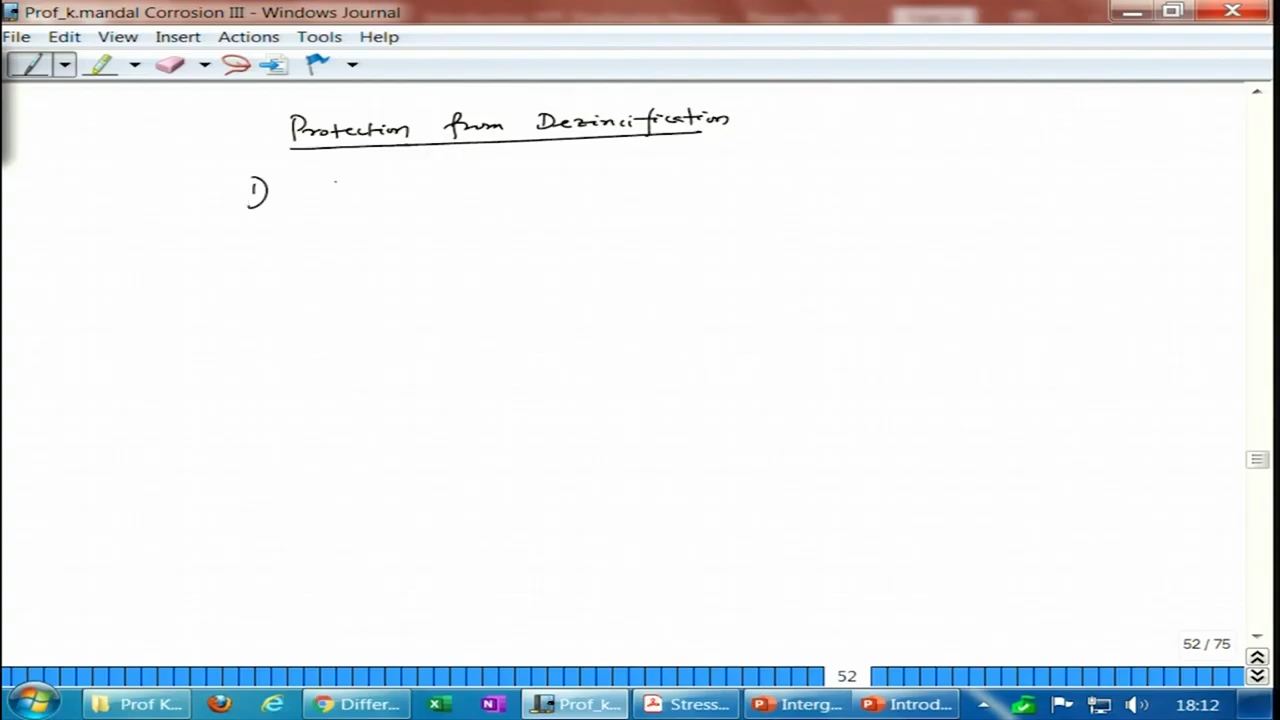 Prof_k.mandal Corrosion III - Windows Journal
File Edit View Insert Actions Tools Help
Protection from Dezincification
1)
52 / 75
52
Prof K... Differ... Prof_k... Stress... Interg... Introd... 18:12